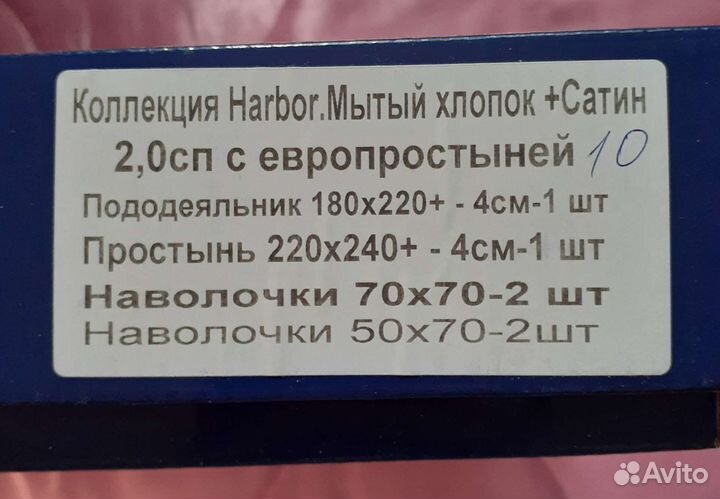 Коллекция Harbor.Мытый хлопок +Сатин
2,0сп с европростыней 10
Пододеяльник 180х220+ - 4см-1 шт
Простынь 220х240+ - 4см-1 шт
Наволочки 70х70-2 шт
Наволочки 50х70-2шт
Avito